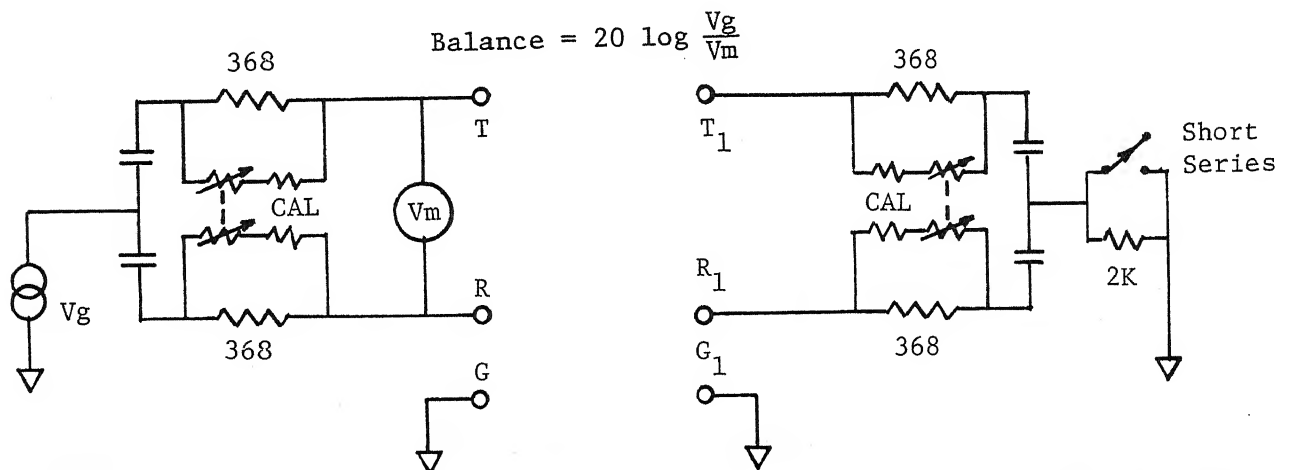 Balance = 20 log Vg/Vm
368
T
CAL
Vm
R
Vg
368
G
368
T1
Short
Series
CAL
R1
2K
368
G1